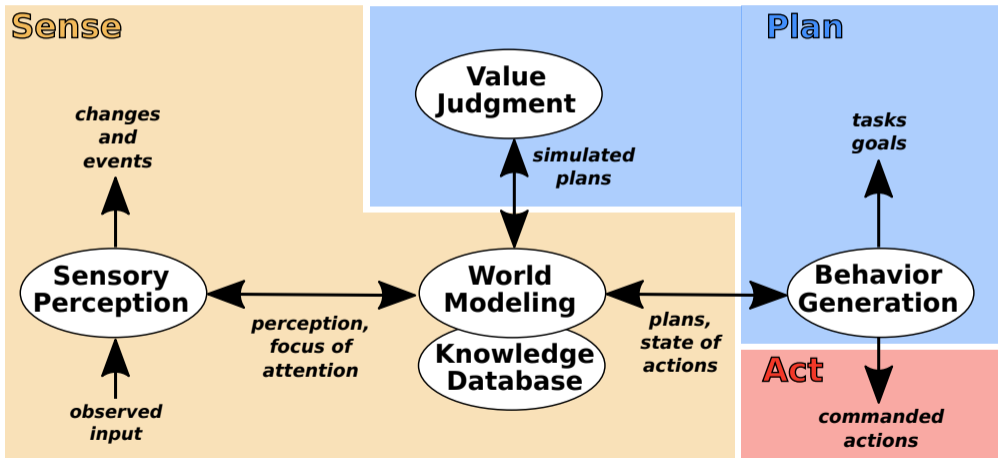 Sense
Plan
Value
Judgment
changes
and
events
tasks
goals
simulated
plans
Sensory
Perception
World
Modeling
Behavior
Generation
perception,
focus of
attention
plans,
state of
actions
Knowledge
Database
Act
observed
input
commanded
actions